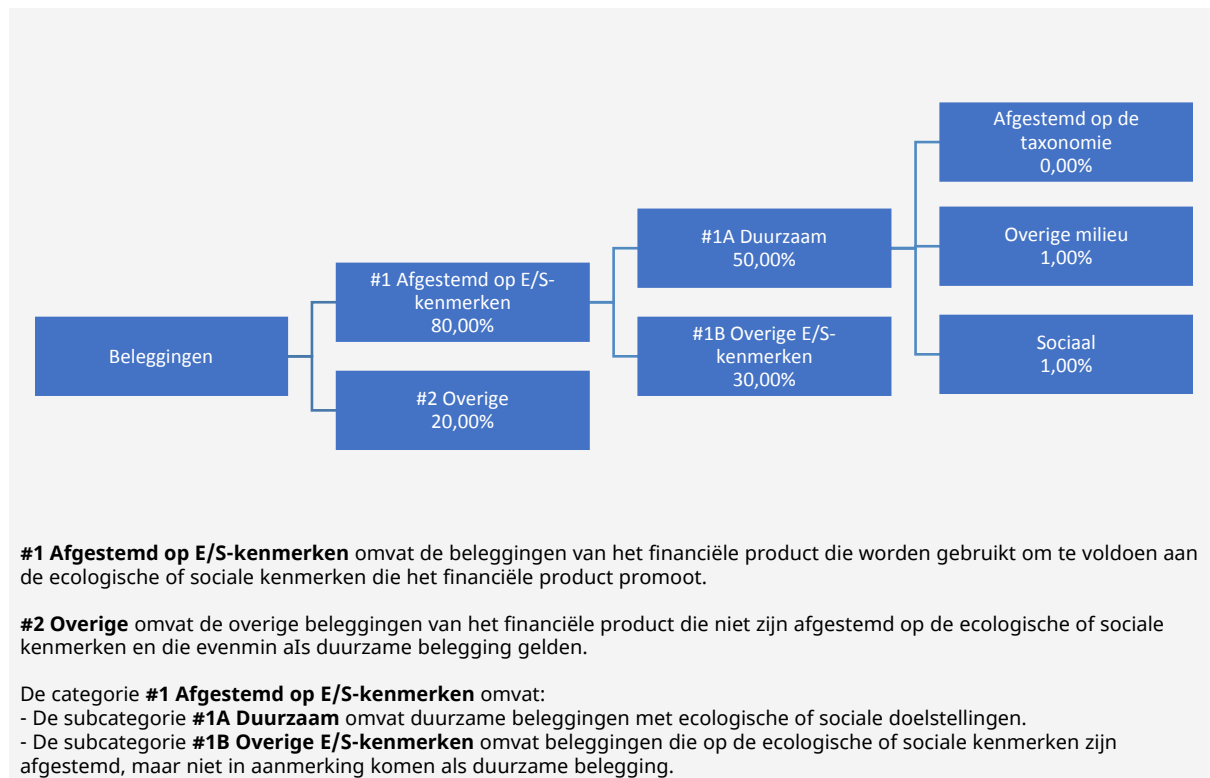 Beleggingen
#1 Afgestemd op E/S-
kenmerken
80,00%
#2 Overige
20,00%
#1A Duurzaam
50,00%
#1B Overige E/S-
kenmerken
30,00%
Afgestemd op de
taxonomie
0,00%
Overige milieu
1,00%
Sociaal
1,00%
#1 Afgestemd op E/S-kenmerken omvat de beleggingen van het financiële product die worden gebruikt om te voldoen aan
de ecologische of sociale kenmerken die het financiële product promoot.
#2 Overige omvat de overige beleggingen van het financiële product die niet zijn afgestemd op de ecologische of sociale
kenmerken en die evenmin aIs duurzame belegging gelden.
De categorie #1 Afgestemd op E/S-kenmerken omvat:
- De subcategorie #1A Duurzaam omvat duurzame beleggingen met ecologische of sociale doelstellingen.
- De subcategorie #1B Overige E/S-kenmerken omvat beleggingen die op de ecologische of sociale kenmerken zijn
afgestemd, maar niet in aanmerking komen als duurzame belegging.